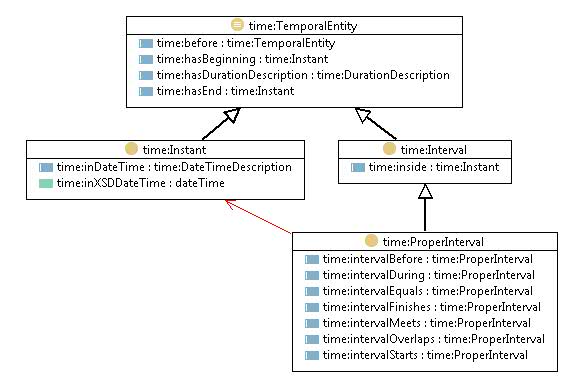 time:TemporalEntity
time:before : time:TemporalEntity
time:hasBeginning : time:Instant
time:hasDurationDescription : time:DurationDescription
time:hasEnd : time:Instant
time:Instant
time:inDateTime : time:DateTimeDescription
time:inXSDDateTime : dateTime
time:Interval
time:inside : time:Instant
time:ProperInterval
time:intervalBefore : time:ProperInterval
time:intervalDuring : time:ProperInterval
time:intervalEquals : time:ProperInterval
time:intervalFinishes : time:ProperInterval
time:intervalMeets : time:ProperInterval
time:intervalOverlaps : time:ProperInterval
time:intervalStarts : time:ProperInterval